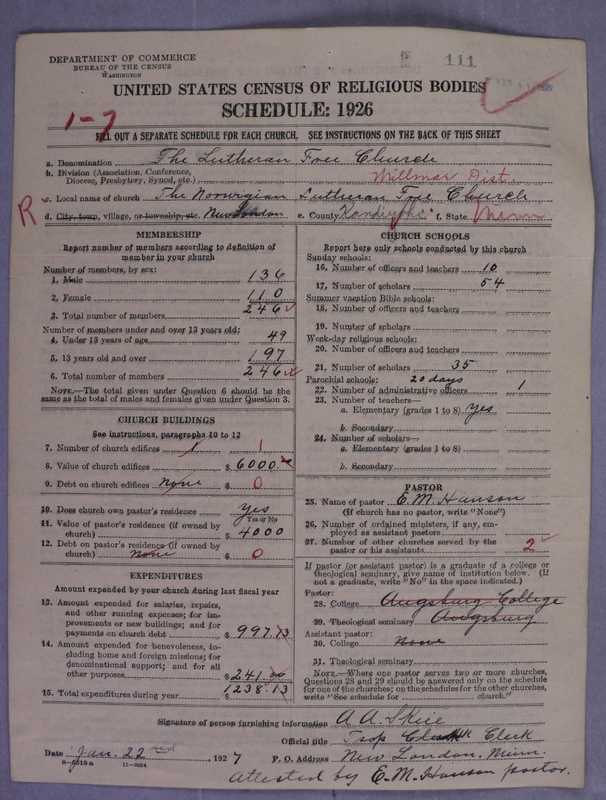 DEPARTMENT OF COMMERCE
BUREAU OF THE CENSUS
WASHINGTON
111
UNITED STATES CENSUS OF RELIGIOUS BODIES
SCHEDULE: 1926
1-7
FILL OUT A SEPARATE SCHEDULE FOR EACH CHURCH. SEE INSTRUCTIONS ON THE BACK OF THIS SHEET
a. Denomination The Lutheran Free Church
b. Division (Association, Conference, Diocese, Presbytery, Synod, etc.) Willmar Dist.
R
c. Local name of church The Norwegian Lutheran Free Church
d. City, town, village, or township, etc. New London e. County Kandiyohi f. State Minn
MEMBERSHIP
Report number of members according to definition of
member in your church
Number of members, by sex:
1. Male 136
2. Female 110
3. Total number of members 246
Number of members under and over 13 years old:
4. Under 13 years of age 49
5. 13 years old and over 197
6. Total number of members 246
NOTE.—The total given under Question 6 should be the
same as the total of males and females given under Question 3.
CHURCH BUILDINGS
See instructions, paragraphs 10 to 12
7. Number of church edifices 1 1
8. Value of church edifices $ 6000
9. Debt on church edifices None $ 0
10. Does church own pastor's residence yes
Yes or No
11. Value of pastor's residence (if owned by
church) $ 4000
12. Debt on pastor's residence (if owned by
church) None $ 0
EXPENDITURES
Amount expended by your church during last fiscal year
13. Amount expended for salaries, repairs,
and other running expenses; for im-
provements or new buildings; and for
payments on church debt $ 997.13
14. Amount expended for benevolences, in-
cluding home and foreign missions; for
denominational support; and for all
other purposes $ 241.00
15. Total expenditures during year $ 1238.13
CHURCH SCHOOLS
Report here only schools conducted by this church
Sunday schools:
16. Number of officers and teachers 10
17. Number of scholars 54
Summer vacation Bible schools:
18. Number of officers and teachers
19. Number of scholars
Week-day religious schools:
20. Number of officers and teachers
21. Number of scholars 35
Parochial schools: 20 days
22. Number of administrative officers 1
23. Number of teachers—
a. Elementary (grades 1 to 8) yes
b. Secondary
24. Number of scholars—
a. Elementary (grades 1 to 8)
b. Secondary
PASTOR
25. Name of pastor E. M. Hanson
(If church has no pastor, write "None")
26. Number of ordained ministers, if any, em-
ployed as assistant pastors
27. Number of other churches served by the
pastor or his assistants 2
If pastor (or assistant pastor) is a graduate of a college or
theological seminary, give name of institution below. (If
not a graduate, write "No" in the space indicated.)
Pastor:
28. College Augsburg College
29. Theological seminary Augsburg
Assistant pastor:
30. College None
31. Theological seminary
NOTE.—Where one pastor serves two or more churches,
Questions 28 and 29 should be answered only on the schedule
for one of the churches; on the schedules for the other churches,
write "See schedule for church."
Signature of person furnishing information A. A. Skiie
Official title Clerk
Date Jan. 22nd, 1927 P. O. Address New London, Minn.
Attested by E. M. Hanson pastor.